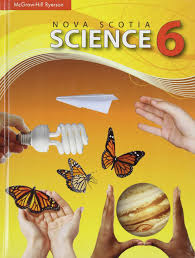 McGraw-Hill Ryerson
NOVA SCOTIA
SCIENCE 6